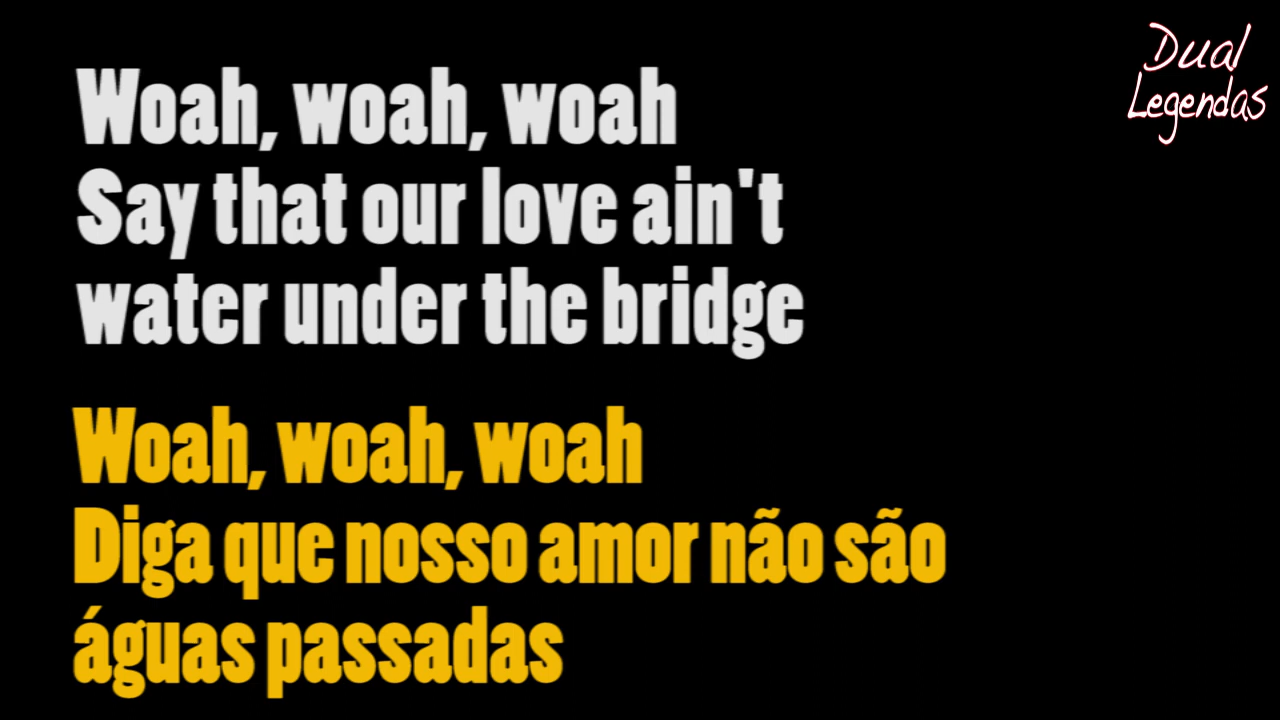 Dual
Legendas
Woah, woah, woah
Say that our love ain't
water under the bridge
Woah, woah, woah
Diga que nosso amor não são
águas passadas